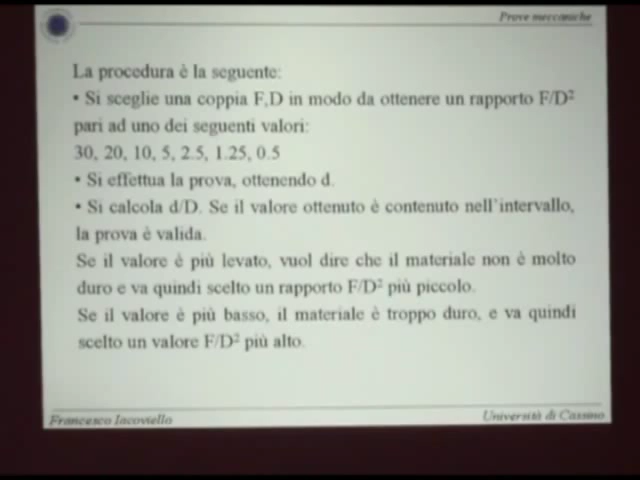 Prove meccaniche
La procedura è la seguente:
• Si sceglie una coppia F,D in modo da ottenere un rapporto F/D²
pari ad uno dei seguenti valori:
30, 20, 10, 5, 2.5, 1.25, 0.5
• Si effettua la prova, ottenendo d.
• Si calcola d/D. Se il valore ottenuto è contenuto nell'intervallo,
la prova è valida.
Se il valore è più levato, vuol dire che il materiale non è molto
duro e va quindi scelto un rapporto F/D² più piccolo.
Se il valore è più basso, il materiale è troppo duro, e va quindi
scelto un valore F/D² più alto.
Francesco Iacoviello
Università di Cassino